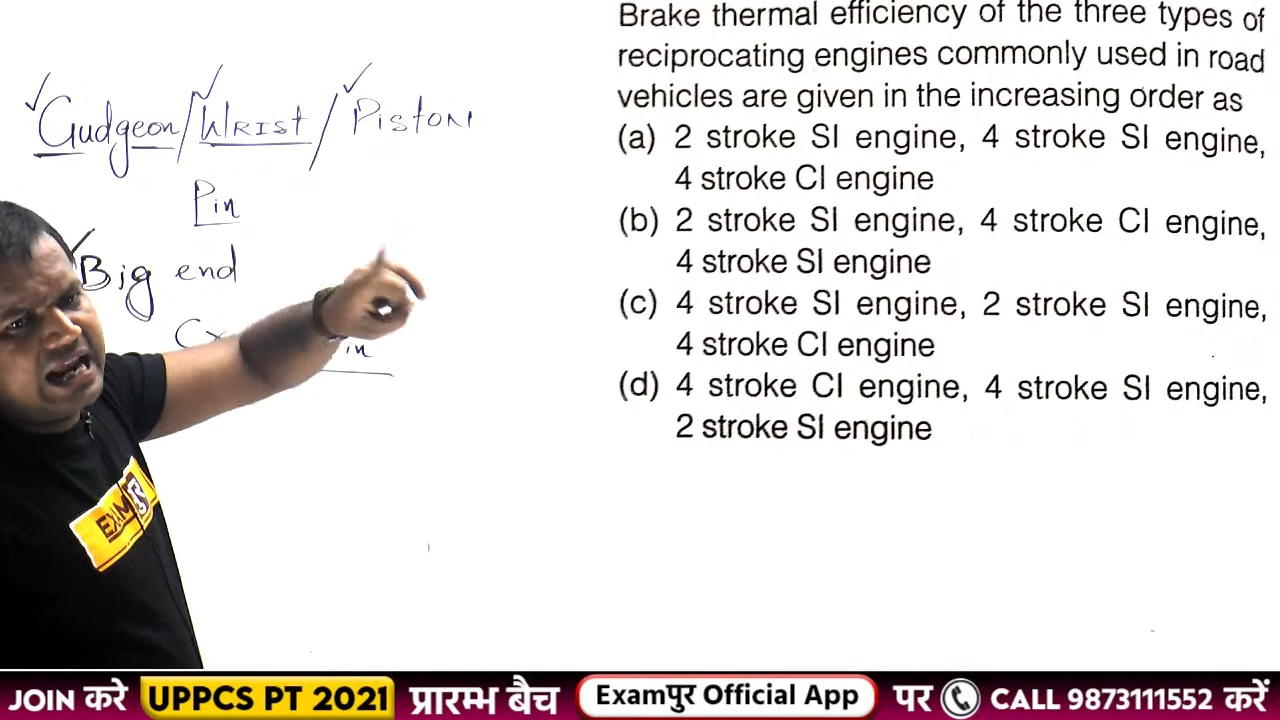 Gudgeon/WRIST/PISTON
Pin
Big end
Brake thermal efficiency of the three types of
reciprocating engines commonly used in road
vehicles are given in the increasing order as
(a) 2 stroke SI engine, 4 stroke SI engine,
4 stroke CI engine
(b) 2 stroke SI engine, 4 stroke CI engine,
4 stroke SI engine
(c) 4 stroke SI engine, 2 stroke SI engine,
4 stroke CI engine
(d) 4 stroke CI engine, 4 stroke SI engine,
2 stroke SI engine
JOIN करे UPPCS PT 2021 प्रारम्भ बैच Examपुर Official App पर CALL 9873111552 करें